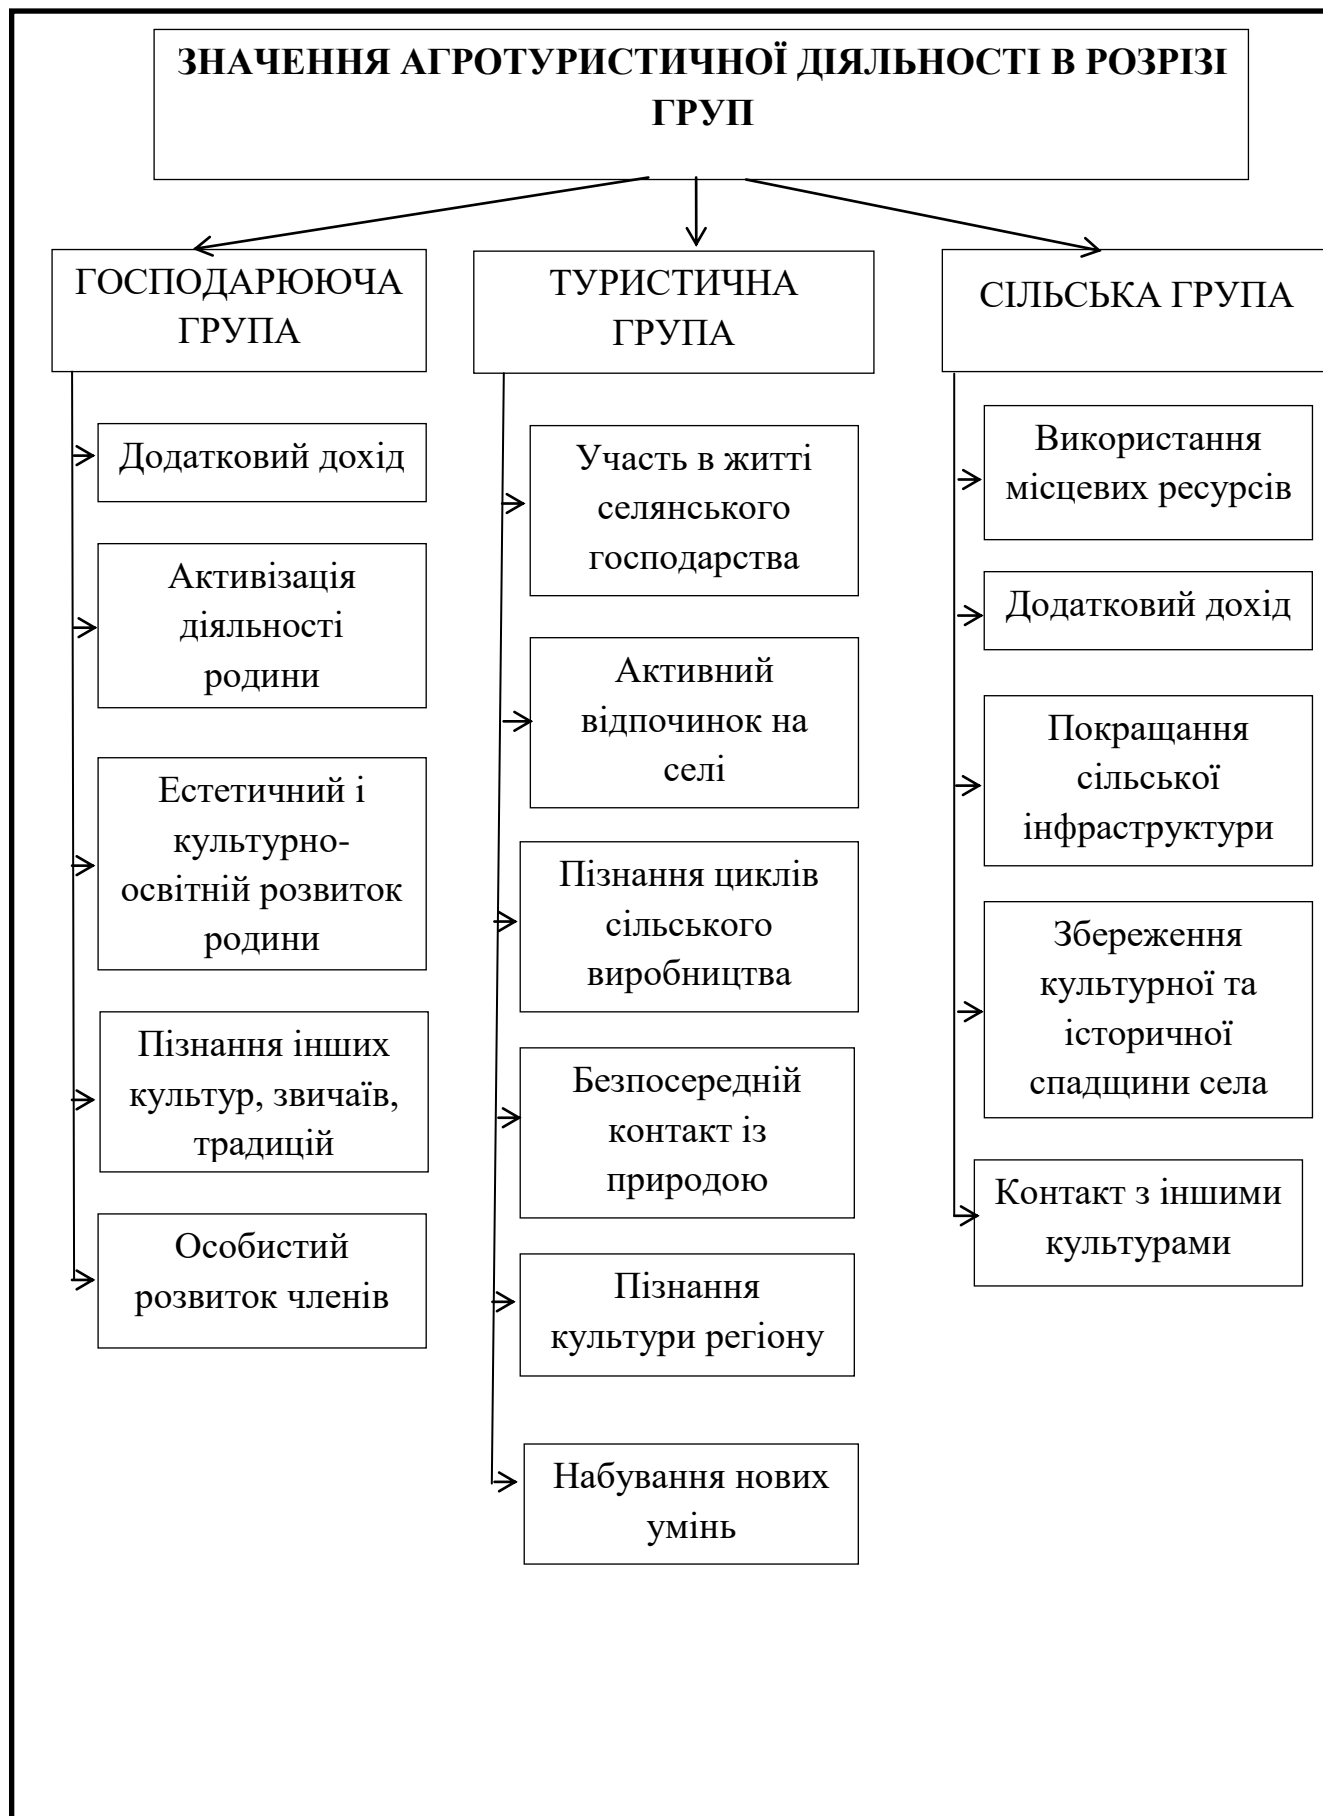 ЗНАЧЕННЯ АГРОТУРИСТИЧНОЇ ДІЯЛЬНОСТІ В РОЗРІЗІ
ГРУП
ГОСПОДАРЮЮЧА
ГРУПА
Додатковий дохід
Активізація
діяльності
родини
Естетичний і
культурно-
освітній розвиток
родини
Пізнання інших
культур, звичаїв,
традицій
Особистий
розвиток членів
ТУРИСТИЧНА
ГРУПА
Участь в житті
селянського
господарства
Активний
відпочинок на
селі
Пізнання циклів
сільського
виробництва
Безпосередній
контакт із
природою
Пізнання
культури регіону
Набування нових
умінь
СІЛЬСЬКА ГРУПА
Використання
місцевих ресурсів
Додатковий дохід
Покращання
сільської
інфраструктури
Збереження
культурної та
історичної
спадщини села
Контакт з іншими
культурами